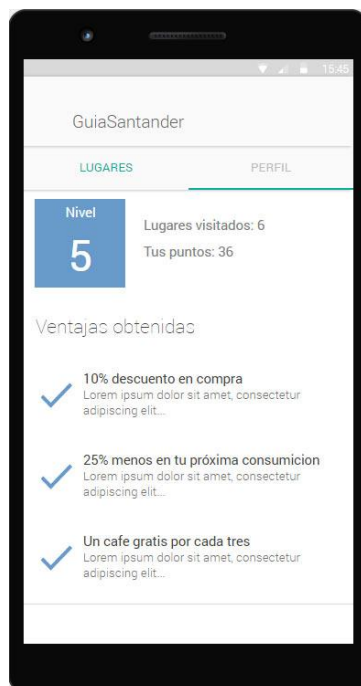 15:45
GuiaSantander
LUGARES PERFIL
Nivel
5
Lugares visitados: 6
Tus puntos: 36
Ventajas obtenidas
10% descuento en compra
Lorem ipsum dolor sit amet, consectetur
adipiscing elit...
25% menos en tu próxima consumicion
Lorem ipsum dolor sit amet, consectetur
adipiscing elit...
Un cafe gratis por cada tres
Lorem ipsum dolor sit amet, consectetur
adipiscing elit...